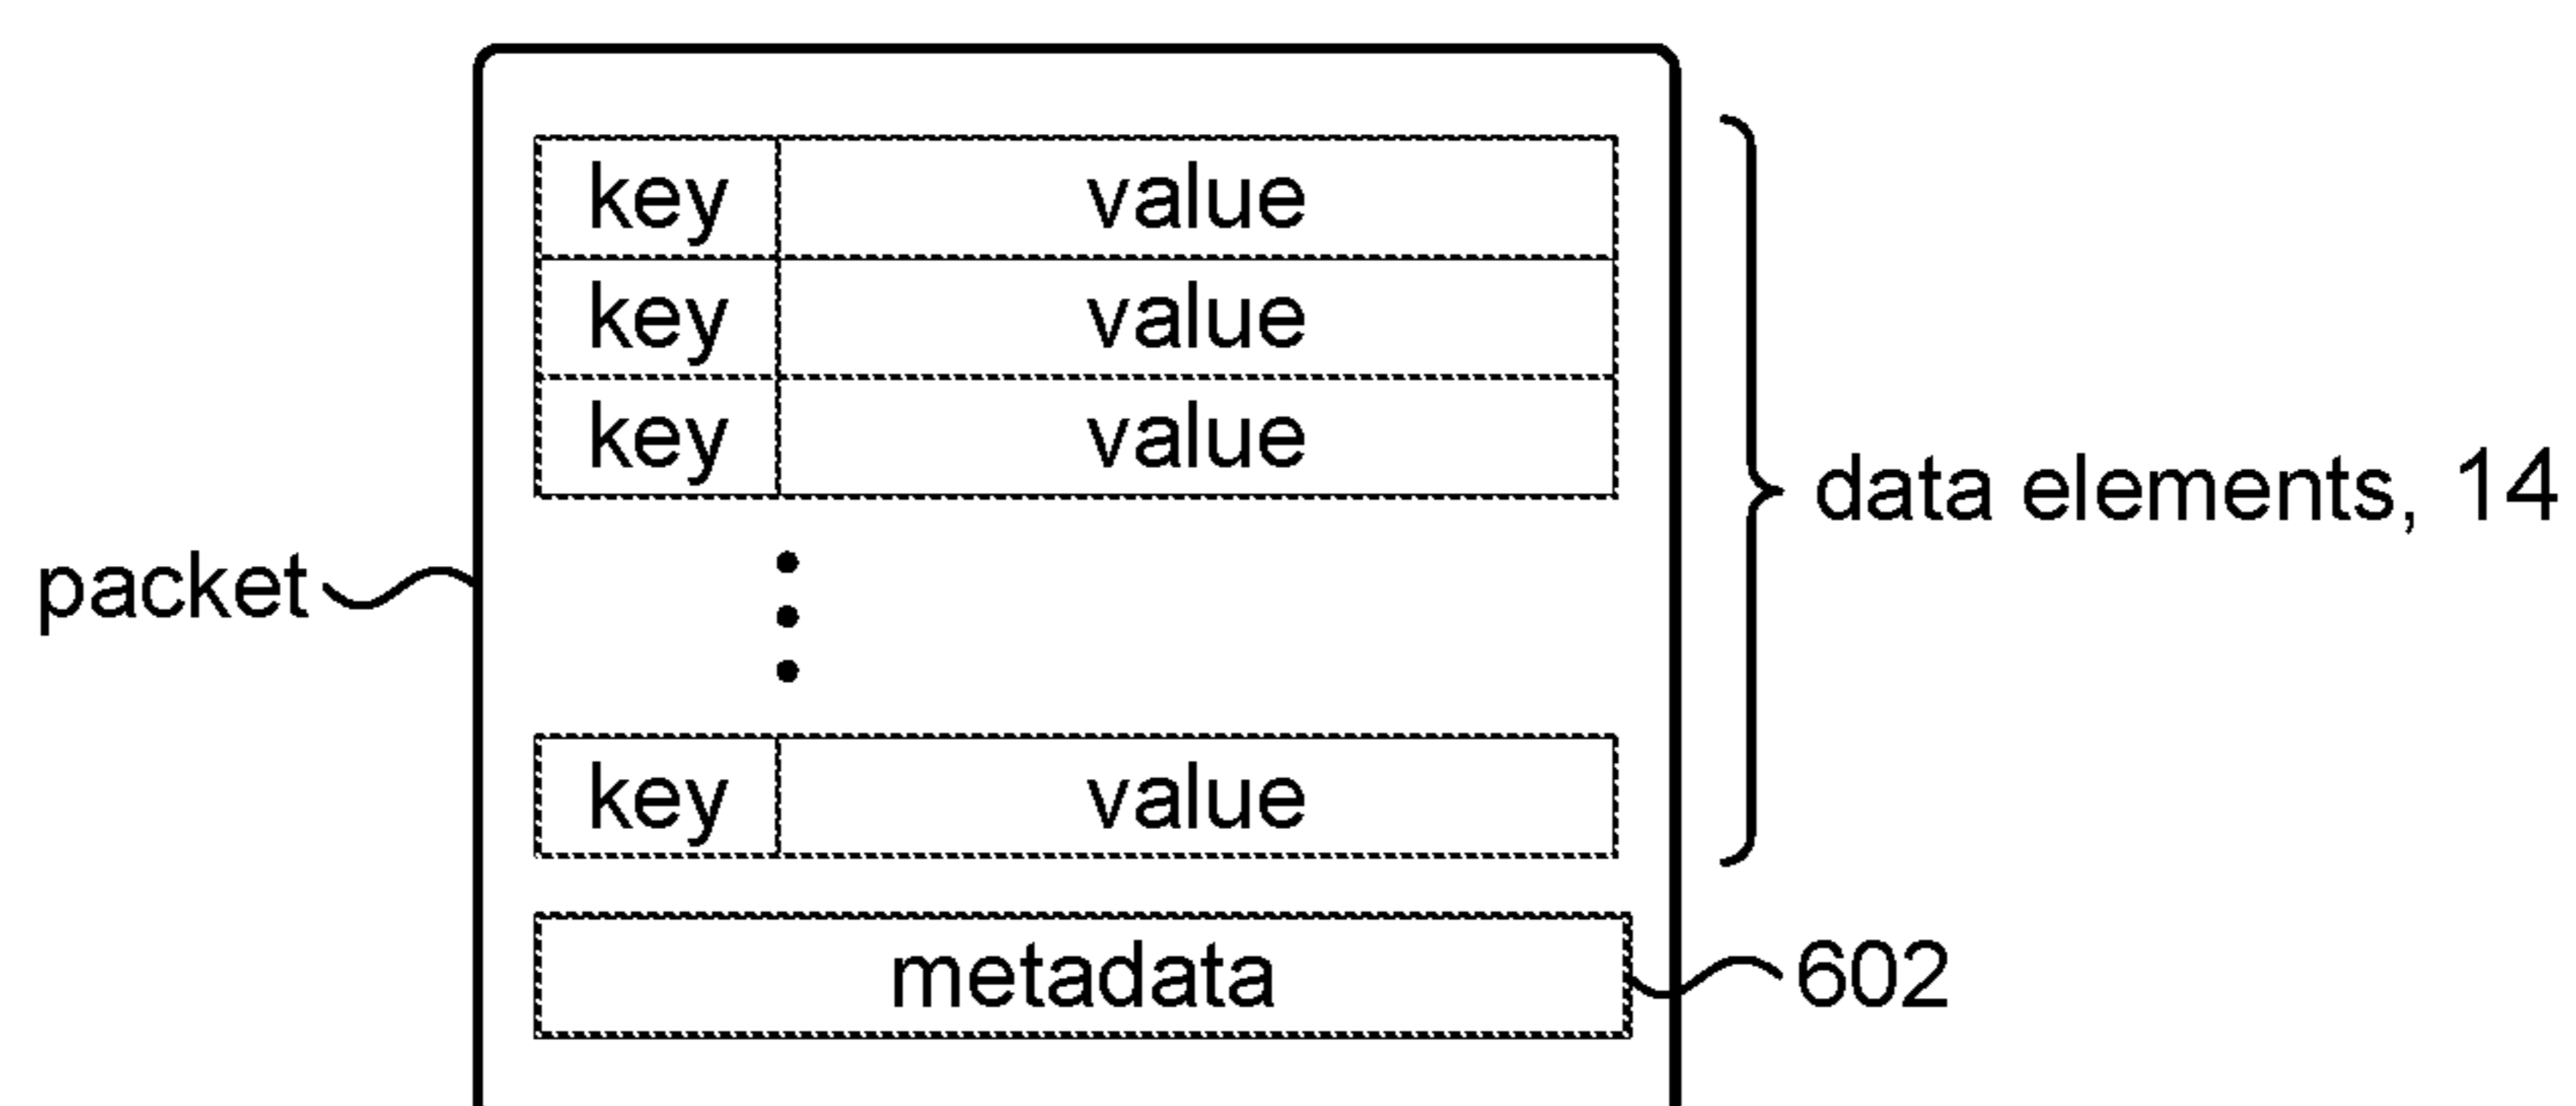 key value
key value
key value
data elements, 14
packet
key value
metadata
602